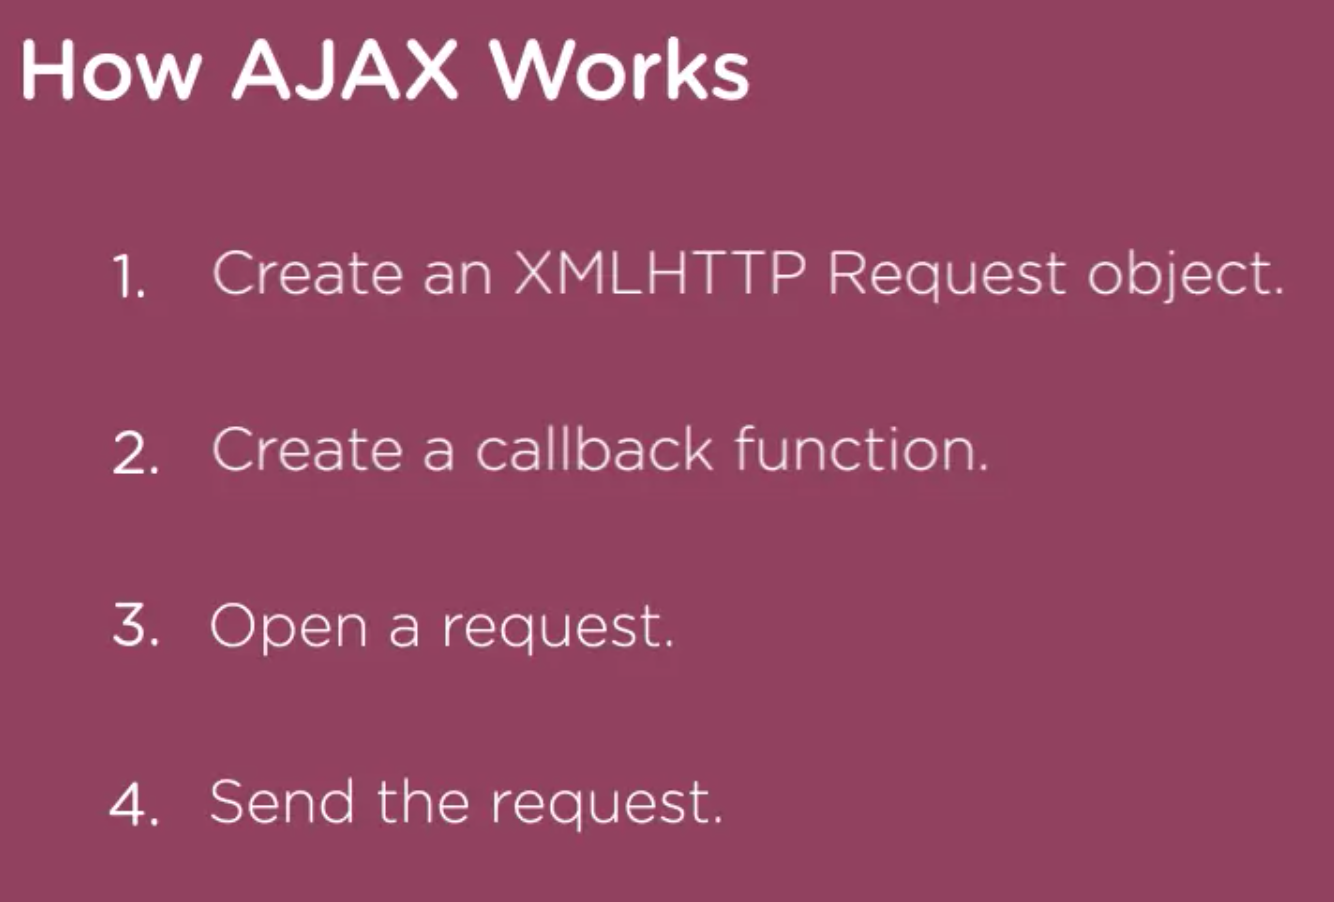 How AJAX Works
1. Create an XMLHTTP Request object.
2. Create a callback function.
3. Open a request.
4. Send the request.